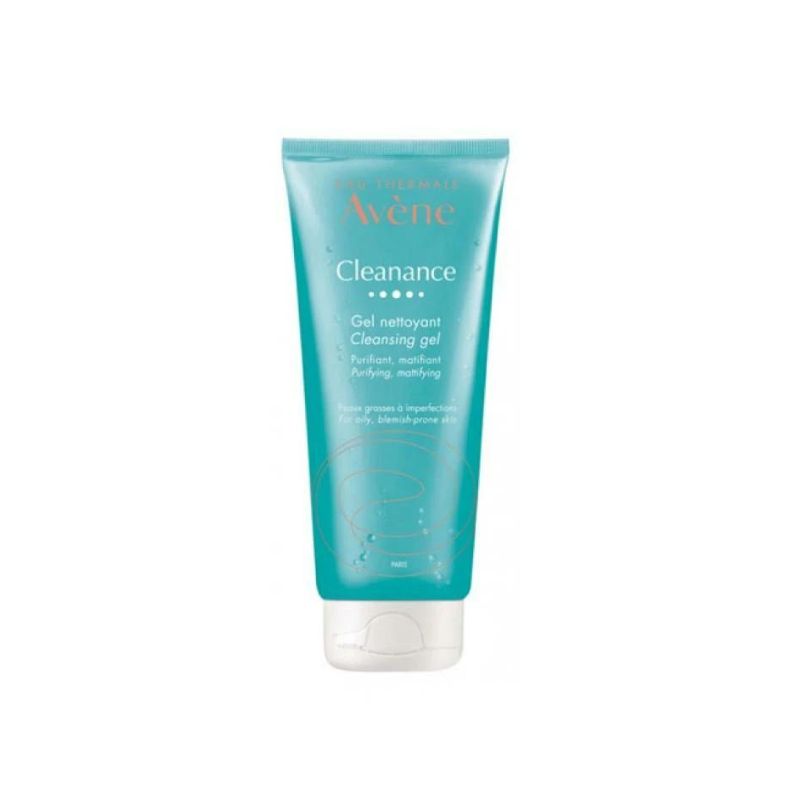 EAU THERMALE
Avène
Cleanance
Gel nettoyant
Cleansing gel
Purifiant, matifiant
Purifying, mattifying
Peaux grasses à imperfections
For oily, blemish-prone skin
PARIS